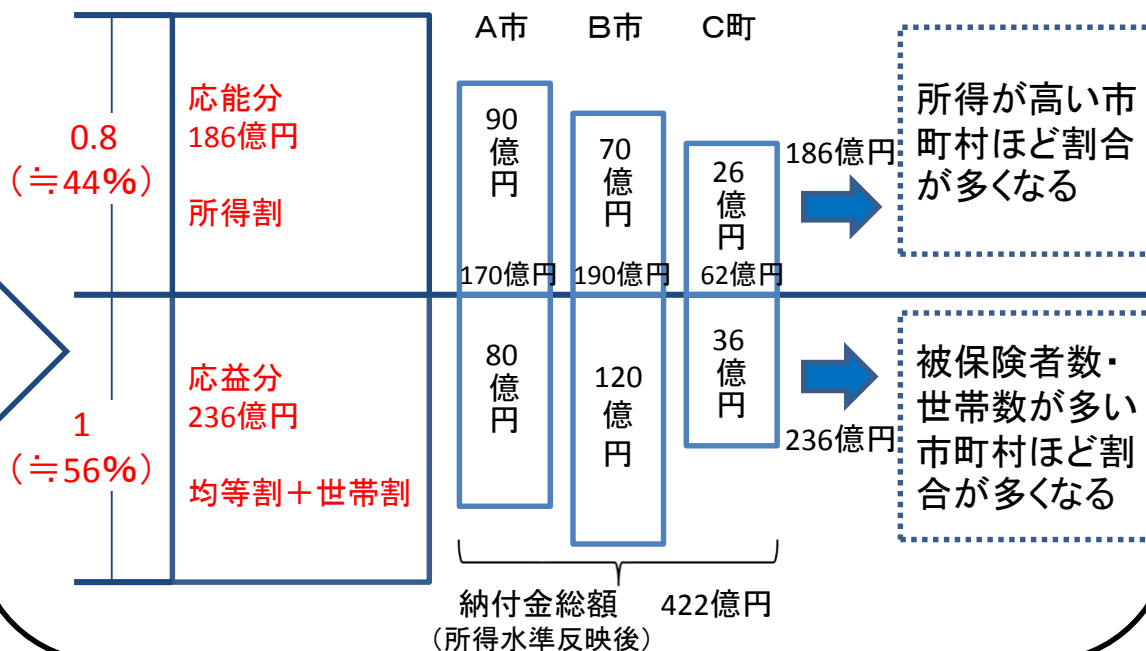 A市
B市
C町
0.8
（≒44%）
応能分
186億円
所得割
90
億
円
70
億
円
26
億
円
186億円
所得が高い市
町村ほど割合
が多くなる
170億円
190億円
62億円
1
（≒56%）
応益分
236億円
均等割＋世帯割
80
億
円
120
億
円
36
億
円
236億円
被保険者数・
世帯数が多い
市町村ほど割
合が多くなる
納付金総額　422億円
（所得水準反映後）